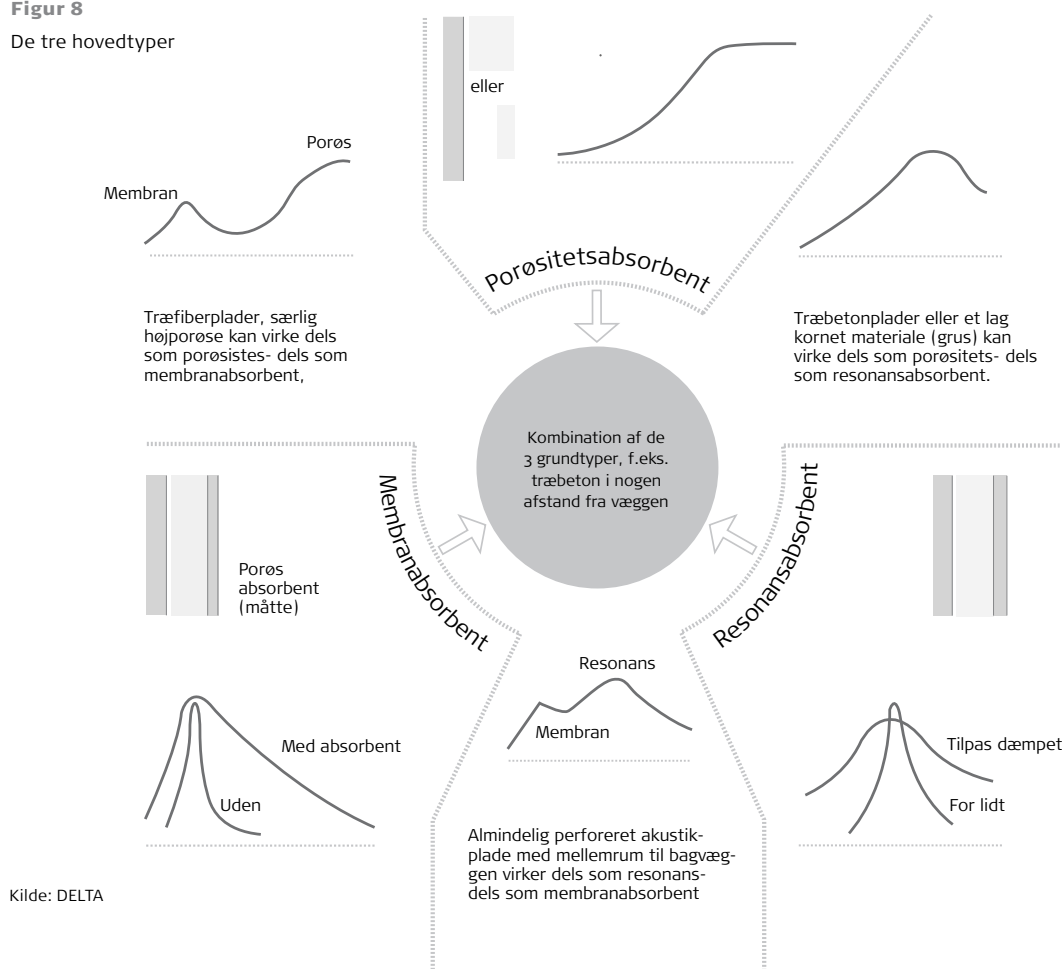 Figur 8
De tre hovedtyper
eller
Porøs
Membran
Porøsitetsabsorbent
Træfiberplader, særlig
højporøse kan virke dels
som porøsistes- dels som
membranabsorbent,
Træbetonplader eller et lag
kornet materiale (grus) kan
virke dels som porøsitets- dels
som resonansabsorbent.
Kombination af de
3 grundtyper, f.eks.
træbeton i nogen
afstand fra væggen
Membranabsorbent
Resonansabsorbent
Porøs
absorbent
(måtte)
Resonans
Membran
Med absorbent
Uden
Tilpas dæmpet
For lidt
Almindelig perforeret akustik-
plade med mellemrum til bagvæg-
gen virker dels som resonans-
dels som membranabsorbent
Kilde: DELTA